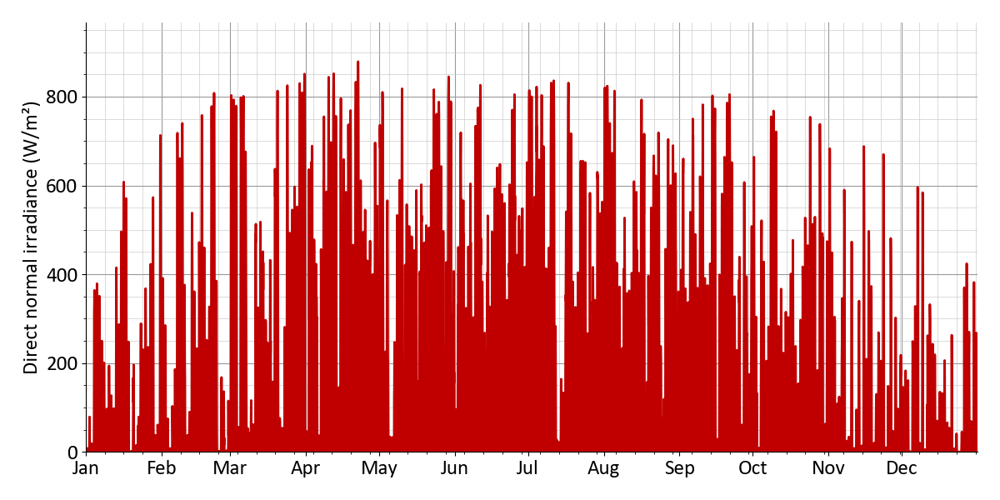 Direct normal irradiance (W/m²)
800
600
400
200
0
Jan Feb Mar Apr May Jun Jul Aug Sep Oct Nov Dec